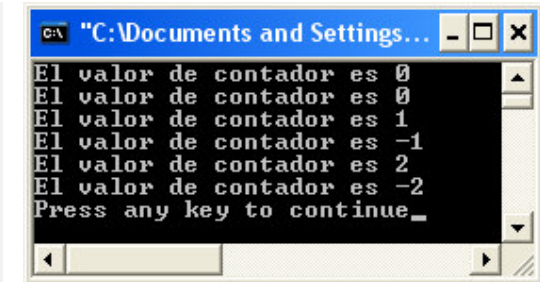 "C:\Documents and Settings...
El valor de contador es 0
El valor de contador es 0
El valor de contador es 1
El valor de contador es -1
El valor de contador es 2
El valor de contador es -2
Press any key to continue_